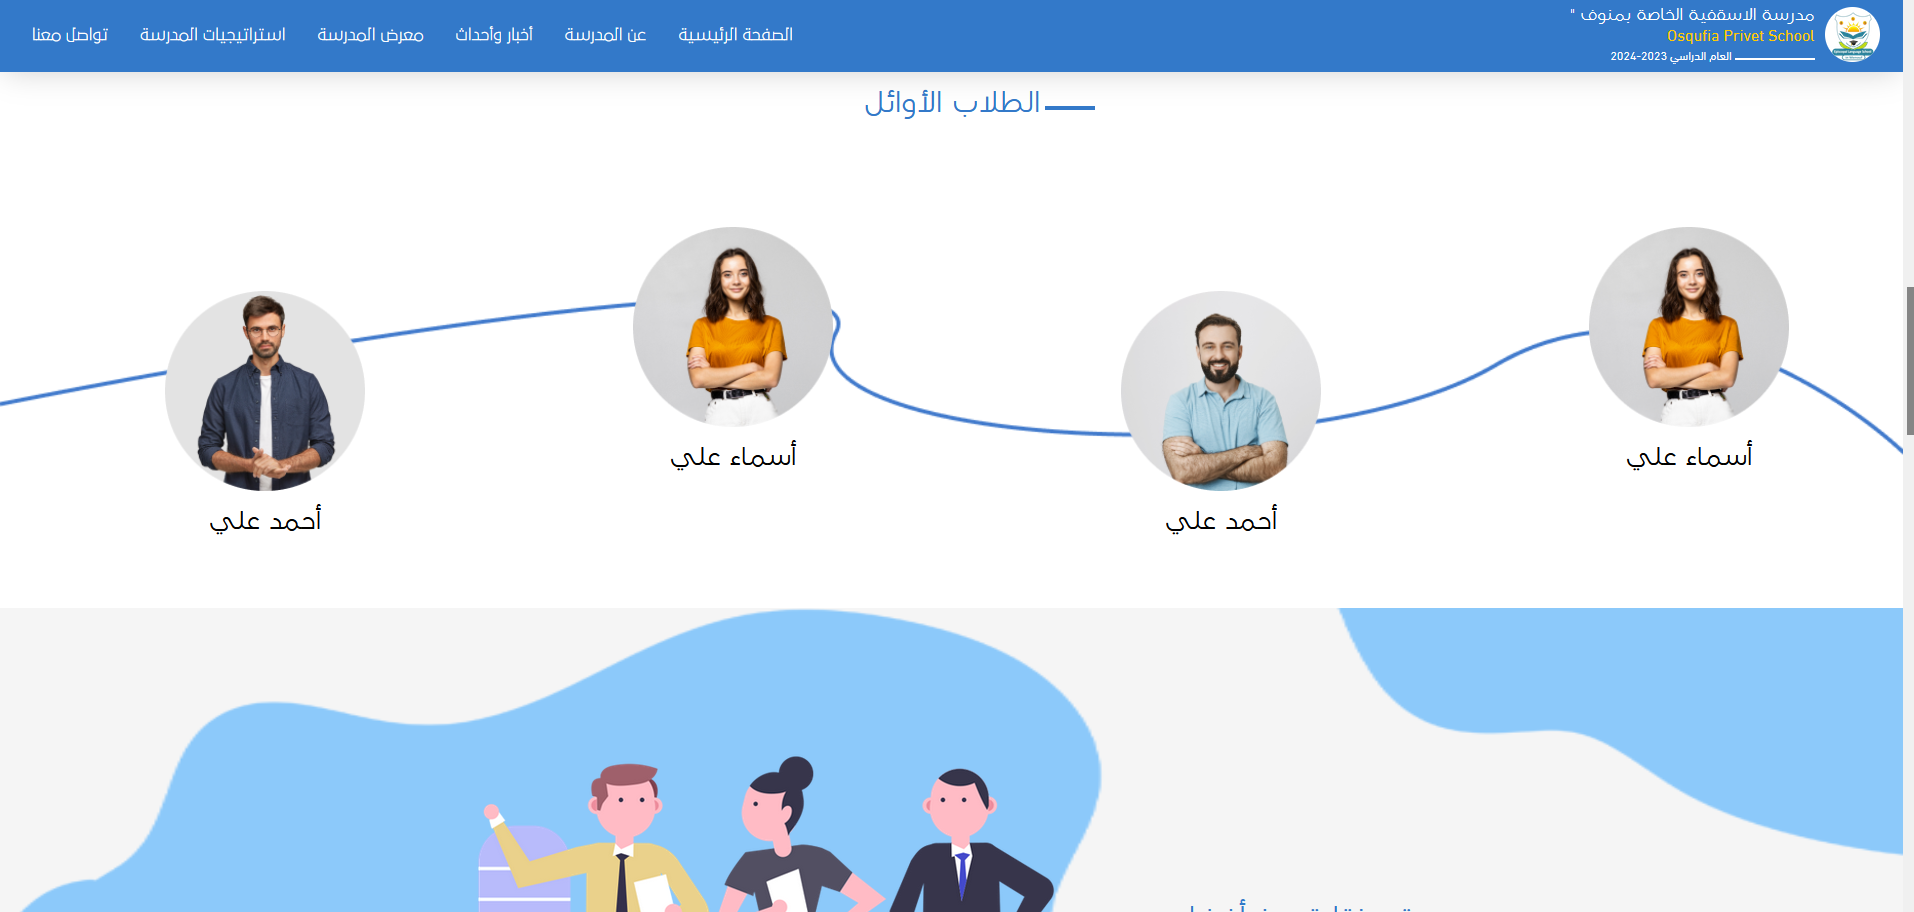 مدرسة الاسقفية الخاصة بمنوف "
Osqufia Privet School
العام الدراسي 2023-2024
الصفحة الرئيسية
عن المدرسة
أخبار وأحداث
معرض المدرسة
استراتيجيات المدرسة
تواصل معنا
الطلاب الأوائل
أسماء علي
أحمد علي
أسماء علي
أحمد علي